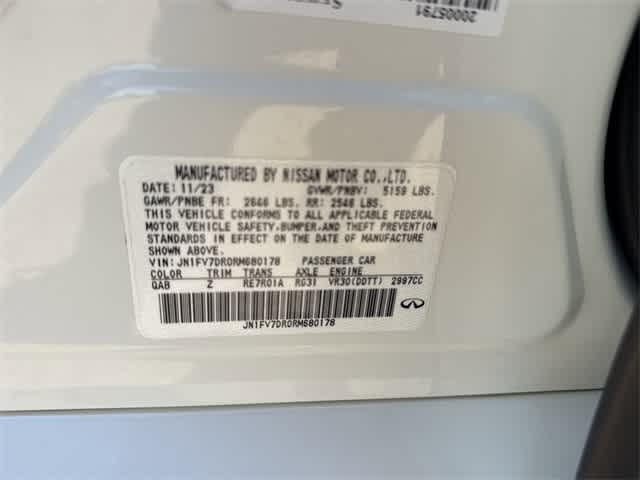 20005791
MANUFACTURED BY NISSAN MOTOR CO.,LTD.
DATE: 11/23 GVWR/PNBV: 5159 LBS.
GAWR/PNBE FR: 2646 LBS. RR: 2546 LBS.
THIS VEHICLE CONFORMS TO ALL APPLICABLE FEDERAL
MOTOR VEHICLE SAFETY,BUMPER,AND THEFT PREVENTION
STANDARDS IN EFFECT ON THE DATE OF MANUFACTURE
SHOWN ABOVE.
VIN:JN1FV7DR0RM680178 PASSENGER CAR
COLOR TRIM TRANS AXLE ENGINE
QAB Z RE7R01A RG31 VR30(DDTT) 2997CC
JN1FV7DR0RM680178